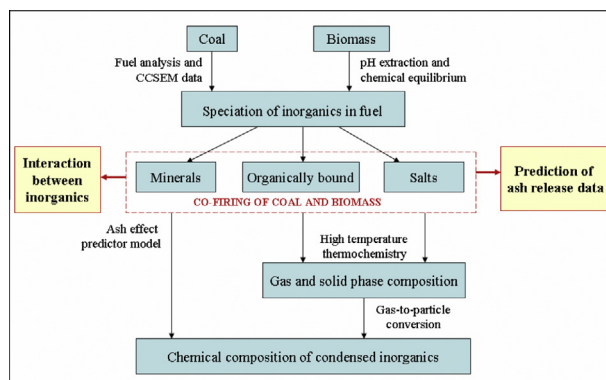 Coal
Biomass
Fuel analysis and
CCSEM data
pH extraction and
chemical equilibrium
Speciation of inorganics in fuel
Interaction
between
inorganics
Minerals
Organically bound
Salts
Prediction of
ash release data
CO-FIRING OF COAL AND BIOMASS
Ash effect
predictor model
High temperature
thermochemistry
Gas and solid phase composition
Gas-to-particle
conversion
Chemical composition of condensed inorganics